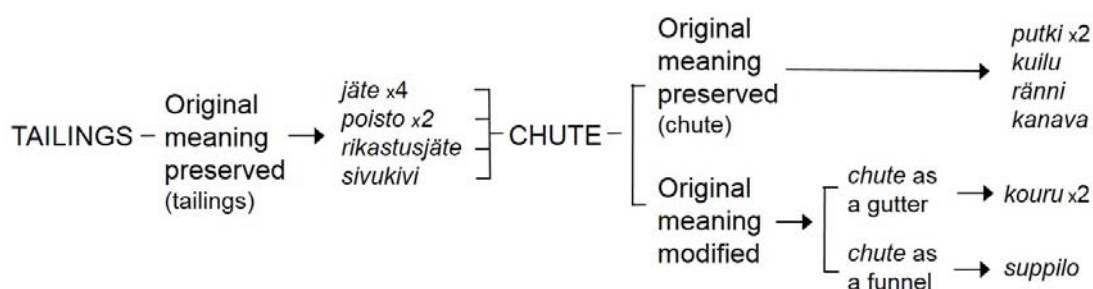 TAILINGS
Original
meaning
preserved
(tailings)
jäte x4
poisto x2
rikastusjäte
sivukivi
CHUTE
Original
meaning
preserved
(chute)
putki x2
kuilu
ränni
kanava
Original
meaning
modified
chute as
a gutter
kouru x2
chute as
a funnel
suppilo